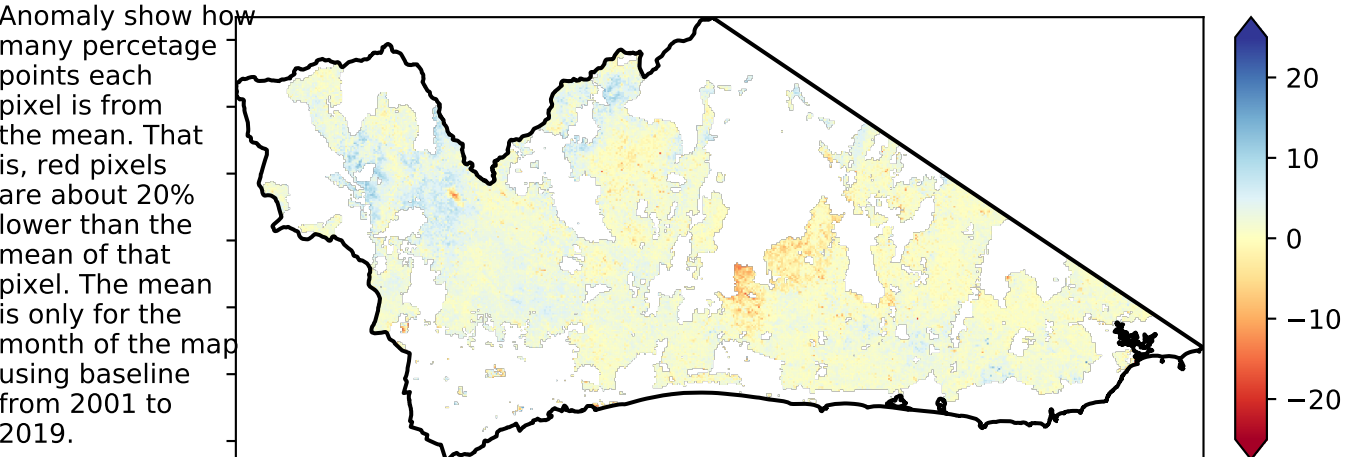 Anomaly show how
many percetage
points each
pixel is from
the mean. That
is, red pixels
are about 20%
lower than the
mean of that
pixel. The mean
is only for the
month of the map
using baseline
from 2001 to
2019.
20
10
0
−10
−20